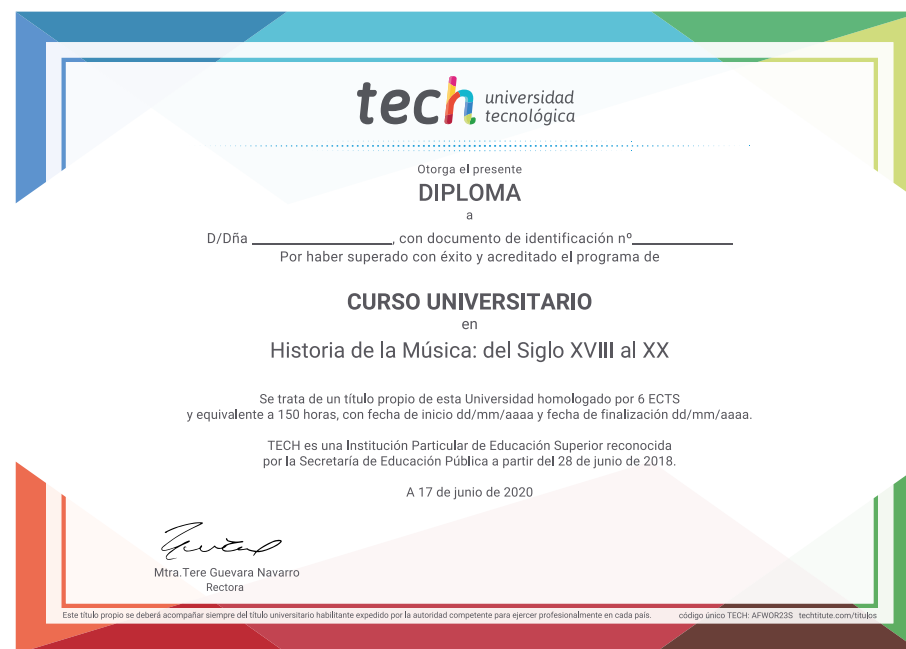 tech universidad
tecnológica
Otorga el presente
DIPLOMA
a
D/Dña ____________________, con documento de identificación nº______________
Por haber superado con éxito y acreditado el programa de
CURSO UNIVERSITARIO
en
Historia de la Música: del Siglo XVIII al XX
Se trata de un título propio de esta Universidad homologado por 6 ECTS
y equivalente a 150 horas, con fecha de inicio dd/mm/aaaa y fecha de finalización dd/mm/aaaa.
TECH es una Institución Particular de Educación Superior reconocida
por la Secretaría de Educación Pública a partir del 28 de junio de 2018.
A 17 de junio de 2020
Mtra.Tere Guevara Navarro
Rectora
Este título propio se deberá acompañar siempre del título universitario habilitante expedido por la autoridad competente para ejercer profesionalmente en cada país. código único TECH: AFWOR23S techtitute.com/titulos